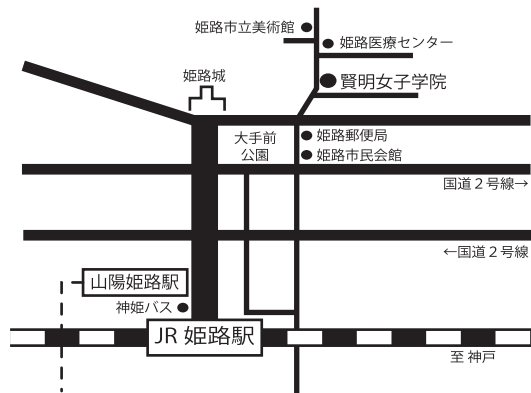 姫路市立美術館
姫路医療センター
姫路城
賢明女子学院
大手前
公園
姫路郵便局
姫路市民会館
国道2号線→
←国道2号線
山陽姫路駅
神姫バス
JR 姫路駅
至 神戸